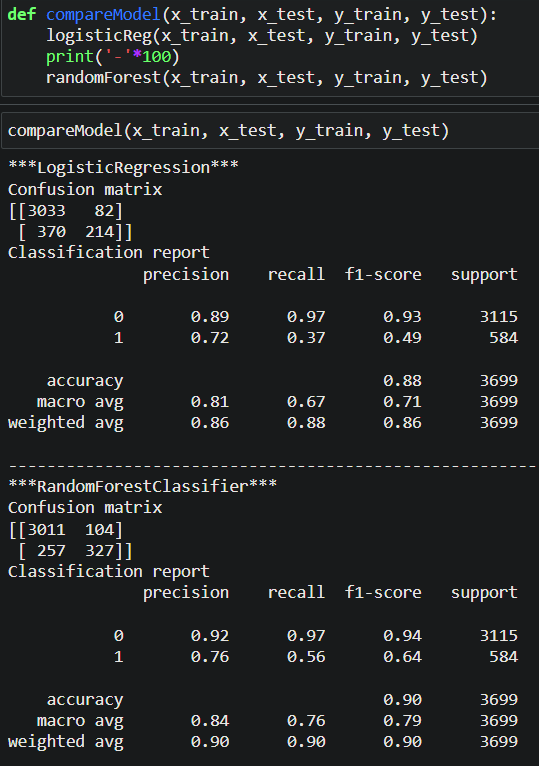 def compareModel(x_train, x_test, y_train, y_test):
    logisticReg(x_train, x_test, y_train, y_test)
    print('-'*100)
    randomForest(x_train, x_test, y_train, y_test)
compareModel(x_train, x_test, y_train, y_test)
***LogisticRegression***
Confusion matrix
[[3033   82]
 [ 370  214]]
Classification report
              precision    recall  f1-score   support
           0       0.89      0.97      0.93      3115
           1       0.72      0.37      0.49       584
    accuracy                           0.88      3699
   macro avg       0.81      0.67      0.71      3699
weighted avg       0.86      0.88      0.86      3699
-------------------------------------------------------
***RandomForestClassifier***
Confusion matrix
[[3011  104]
 [ 257  327]]
Classification report
              precision    recall  f1-score   support
           0       0.92      0.97      0.94      3115
           1       0.76      0.56      0.64       584
    accuracy                           0.90      3699
   macro avg       0.84      0.76      0.79      3699
weighted avg       0.90      0.90      0.90      3699